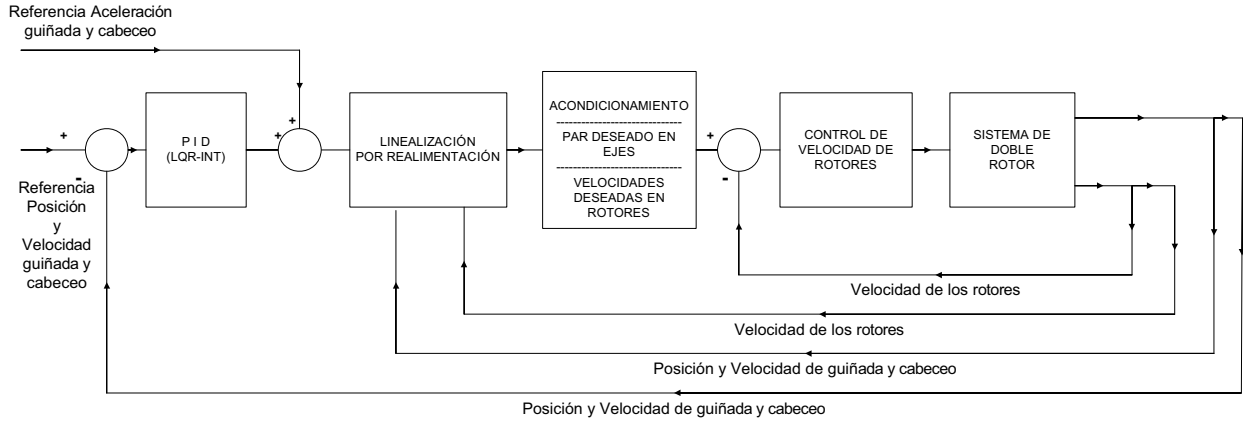 Referencia Aceleración
guiñada y cabeceo
+
+
+
-
Referencia
Posición
y
Velocidad
guiñada y
cabeceo
P I D
(LQR-INT)
LINEALIZACIÓN
POR REALIMENTACIÓN
ACONDICIONAMIENTO
------------------------------
PAR DESEADO EN
EJES
------------------------------
VELOCIDADES
DESEADAS EN
ROTORES
+
-
CONTROL DE
VELOCIDAD DE
ROTORES
SISTEMA DE
DOBLE
ROTOR
Velocidad de los rotores
Velocidad de los rotores
Posición y Velocidad de guiñada y cabeceo
Posición y Velocidad de guiñada y cabeceo